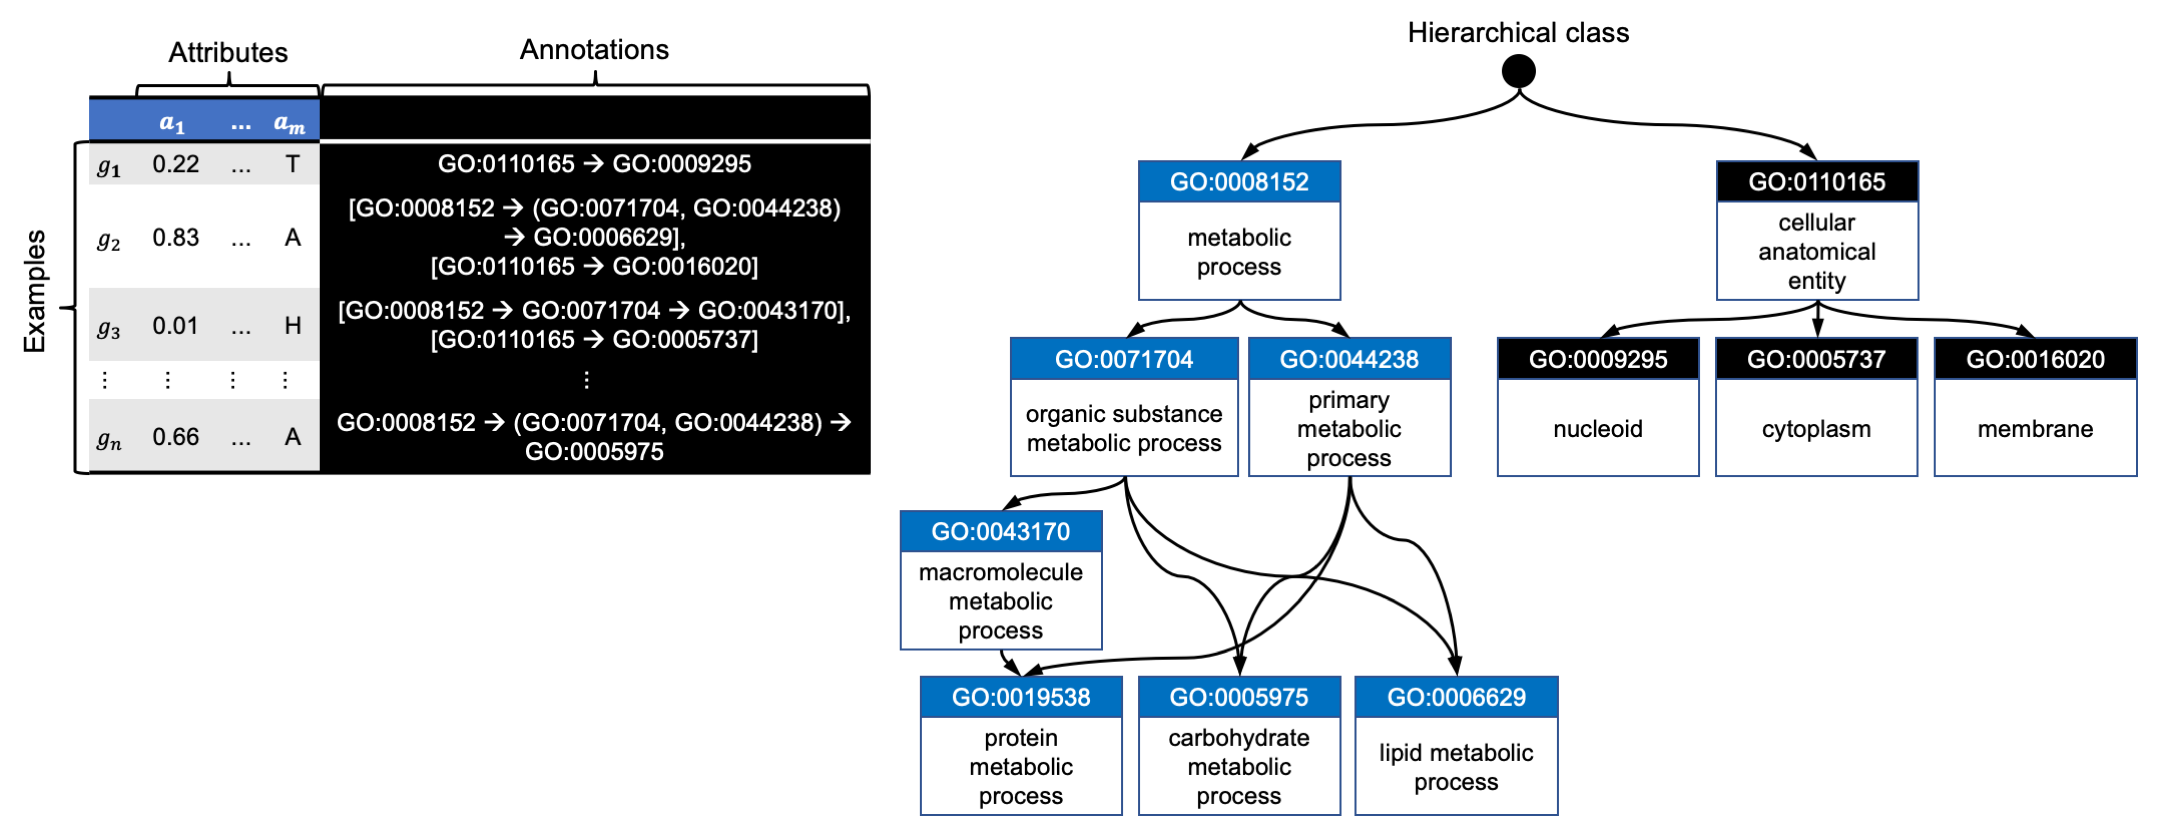 Attributes
Annotations
Examples
a₁ ... aₘ
g₁ 0.22 ... T GO:0110165 → GO:0009295
g₂ 0.83 ... A [GO:0008152 → (GO:0071704, GO:0044238)
→ GO:0006629],
[GO:0110165 → GO:0016020]
g₃ 0.01 ... H [GO:0008152 → GO:0071704 → GO:0043170],
[GO:0110165 → GO:0005737]
⋮ ⋮ ⋮ ⋮ ⋮
gₙ 0.66 ... A GO:0008152 → (GO:0071704, GO:0044238) →
GO:0005975
Hierarchical class
GO:0008152
metabolic
process
GO:0110165
cellular
anatomical
entity
GO:0071704
organic substance
metabolic process
GO:0044238
primary
metabolic
process
GO:0009295
nucleoid
GO:0005737
cytoplasm
GO:0016020
membrane
GO:0043170
macromolecule
metabolic
process
GO:0019538
protein
metabolic
process
GO:0005975
carbohydrate
metabolic
process
GO:0006629
lipid metabolic
process